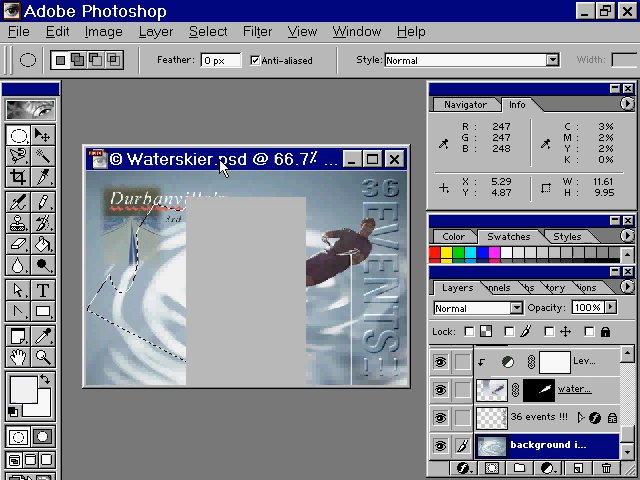 Adobe Photoshop
File Edit Image Layer Select Filter View Window Help
Feather: 0 px Anti-aliased Style: Normal Width:
Navigator Info
R : 247 C : 3%
G : 247 M : 2%
B : 248 Y : 2%
K : 0%
X : 5.29 W : 11.61
Y : 4.87 H : 9.95
© Waterskier.psd @ 66.7% ...
Durbanville's
3rd
36
EVENTS!!!
Color Swatches Styles
Layers nnels hs tory ions
Normal Opacity: 100%
Lock:
Lev...
water...
36 events !!!
background i...
T